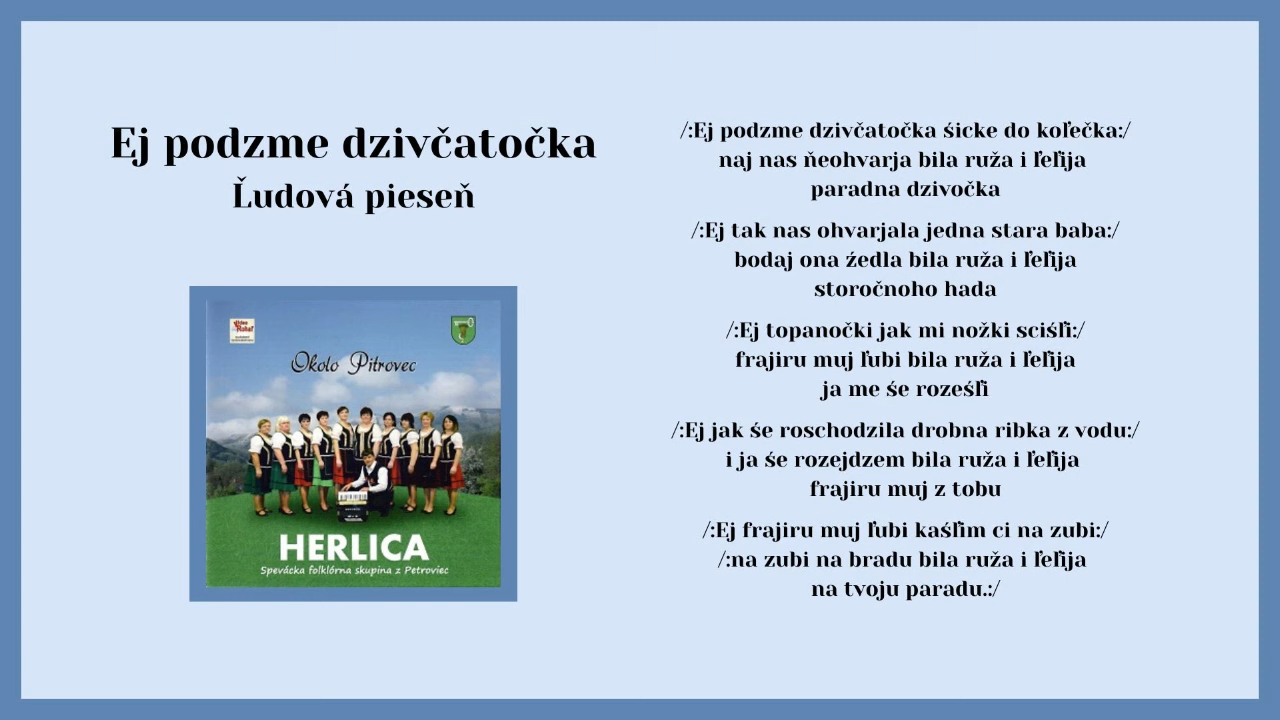 Ej podzme dzivčatočka
Ľudová pieseň
Okolo Pitrovec
HERLICA
Spevácka folklórna skupina z Petroviec
/:Ej podzme dzivčatočka śicke do koľečka:/
naj nas ňeohvarja bila ruža i ľeľija
paradna dzivočka
/:Ej tak nas ohvarjala jedna stara baba:/
bodaj ona źedla bila ruža i ľeľija
storočnoho hada
/:Ej topanočki jak mi nožki sciśľi:/
frajiru muj ľubi bila ruža i ľeľija
ja me śe roześľi
/:Ej jak śe roschodzila drobna ribka z vodu:/
i ja śe rozejdzem bila ruža i ľeľija
frajiru muj z tobu
/:Ej frajiru muj ľubi kaśľim ci na zubi:/
/:na zubi na bradu bila ruža i ľeľija
na tvoju paradu.:/